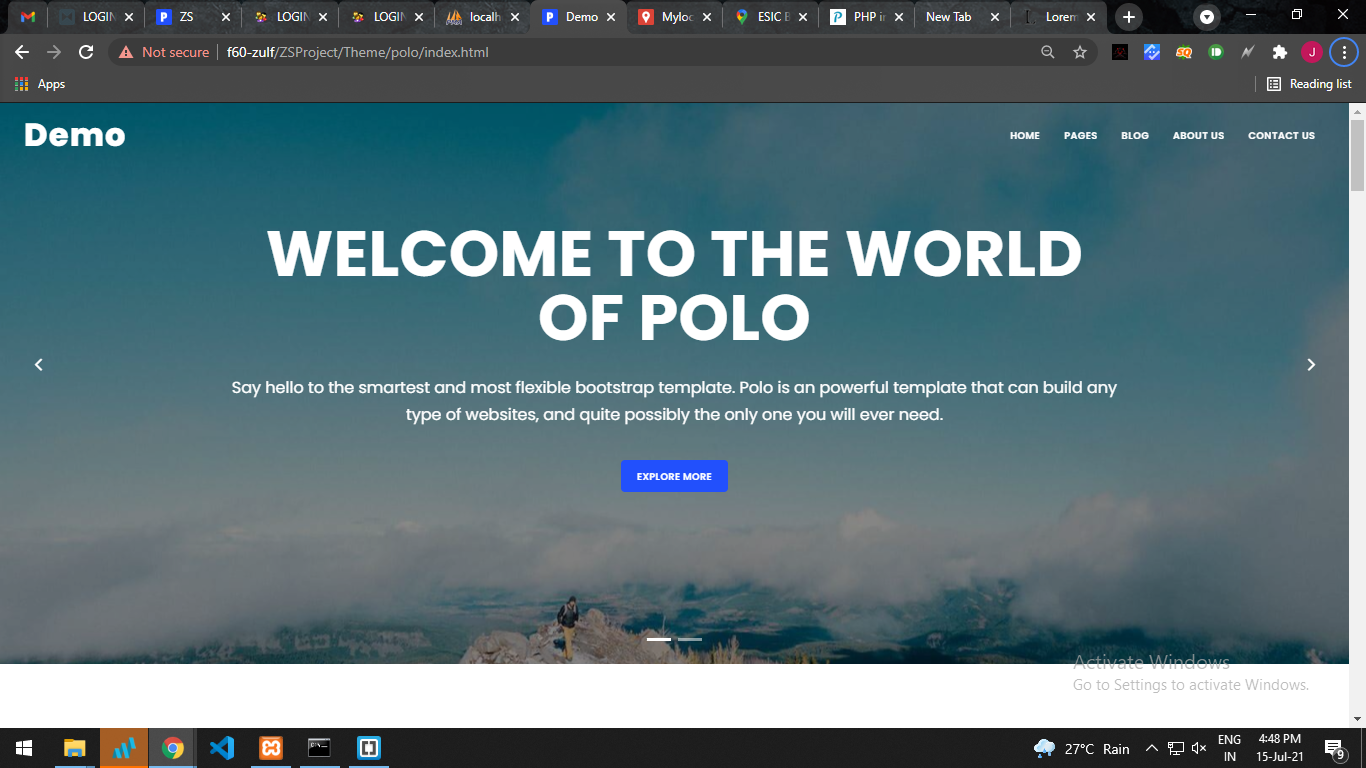 LOGIN
ZS
LOGIN
LOGIN
localh
Demo
Myloc
ESIC
PHP in
New Tab
Lorem
Not secure
f60-zulf/ZSProject/Theme/polo/index.html
J
Apps
Reading list
Demo
HOME PAGES BLOG ABOUT US CONTACT US
WELCOME TO THE WORLD
OF POLO
Say hello to the smartest and most flexible bootstrap template. Polo is an powerful template that can build any
type of websites, and quite possibly the only one you will ever need.
EXPLORE MORE
Activate Windows
Go to Settings to activate Windows.
27°C Rain
ENG
IN
4:48 PM
15-Jul-21
9